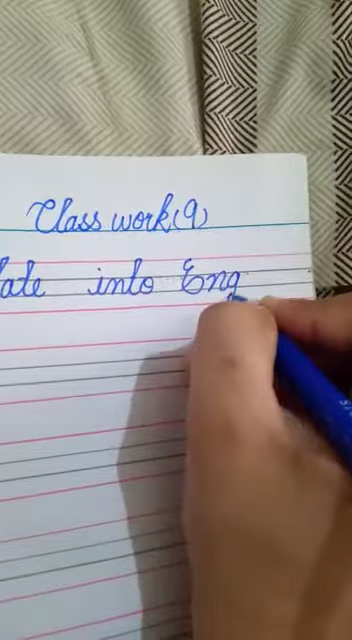 Class work(9)
late into Eng